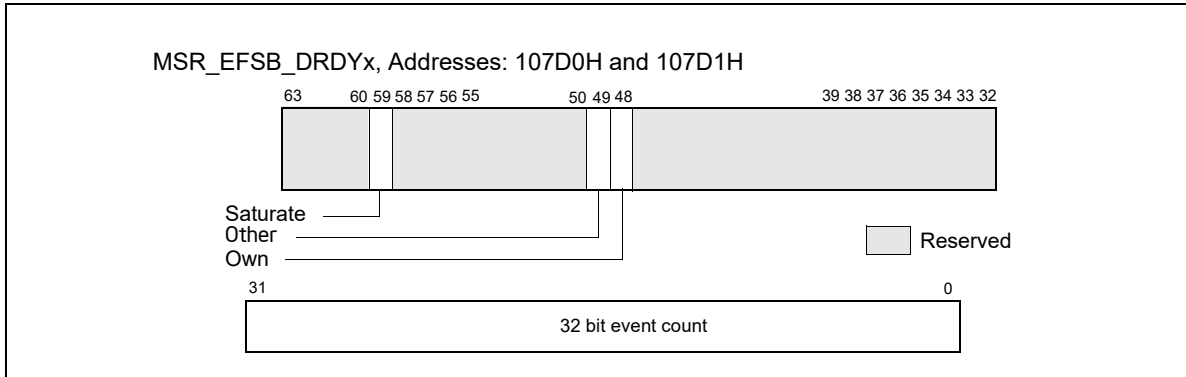 MSR_EFSB_DRDYx, Addresses: 107D0H and 107D1H
63 60 59 58 57 56 55 50 49 48 39 38 37 36 35 34 33 32
Saturate
Other
Own
Reserved
31 0
32 bit event count